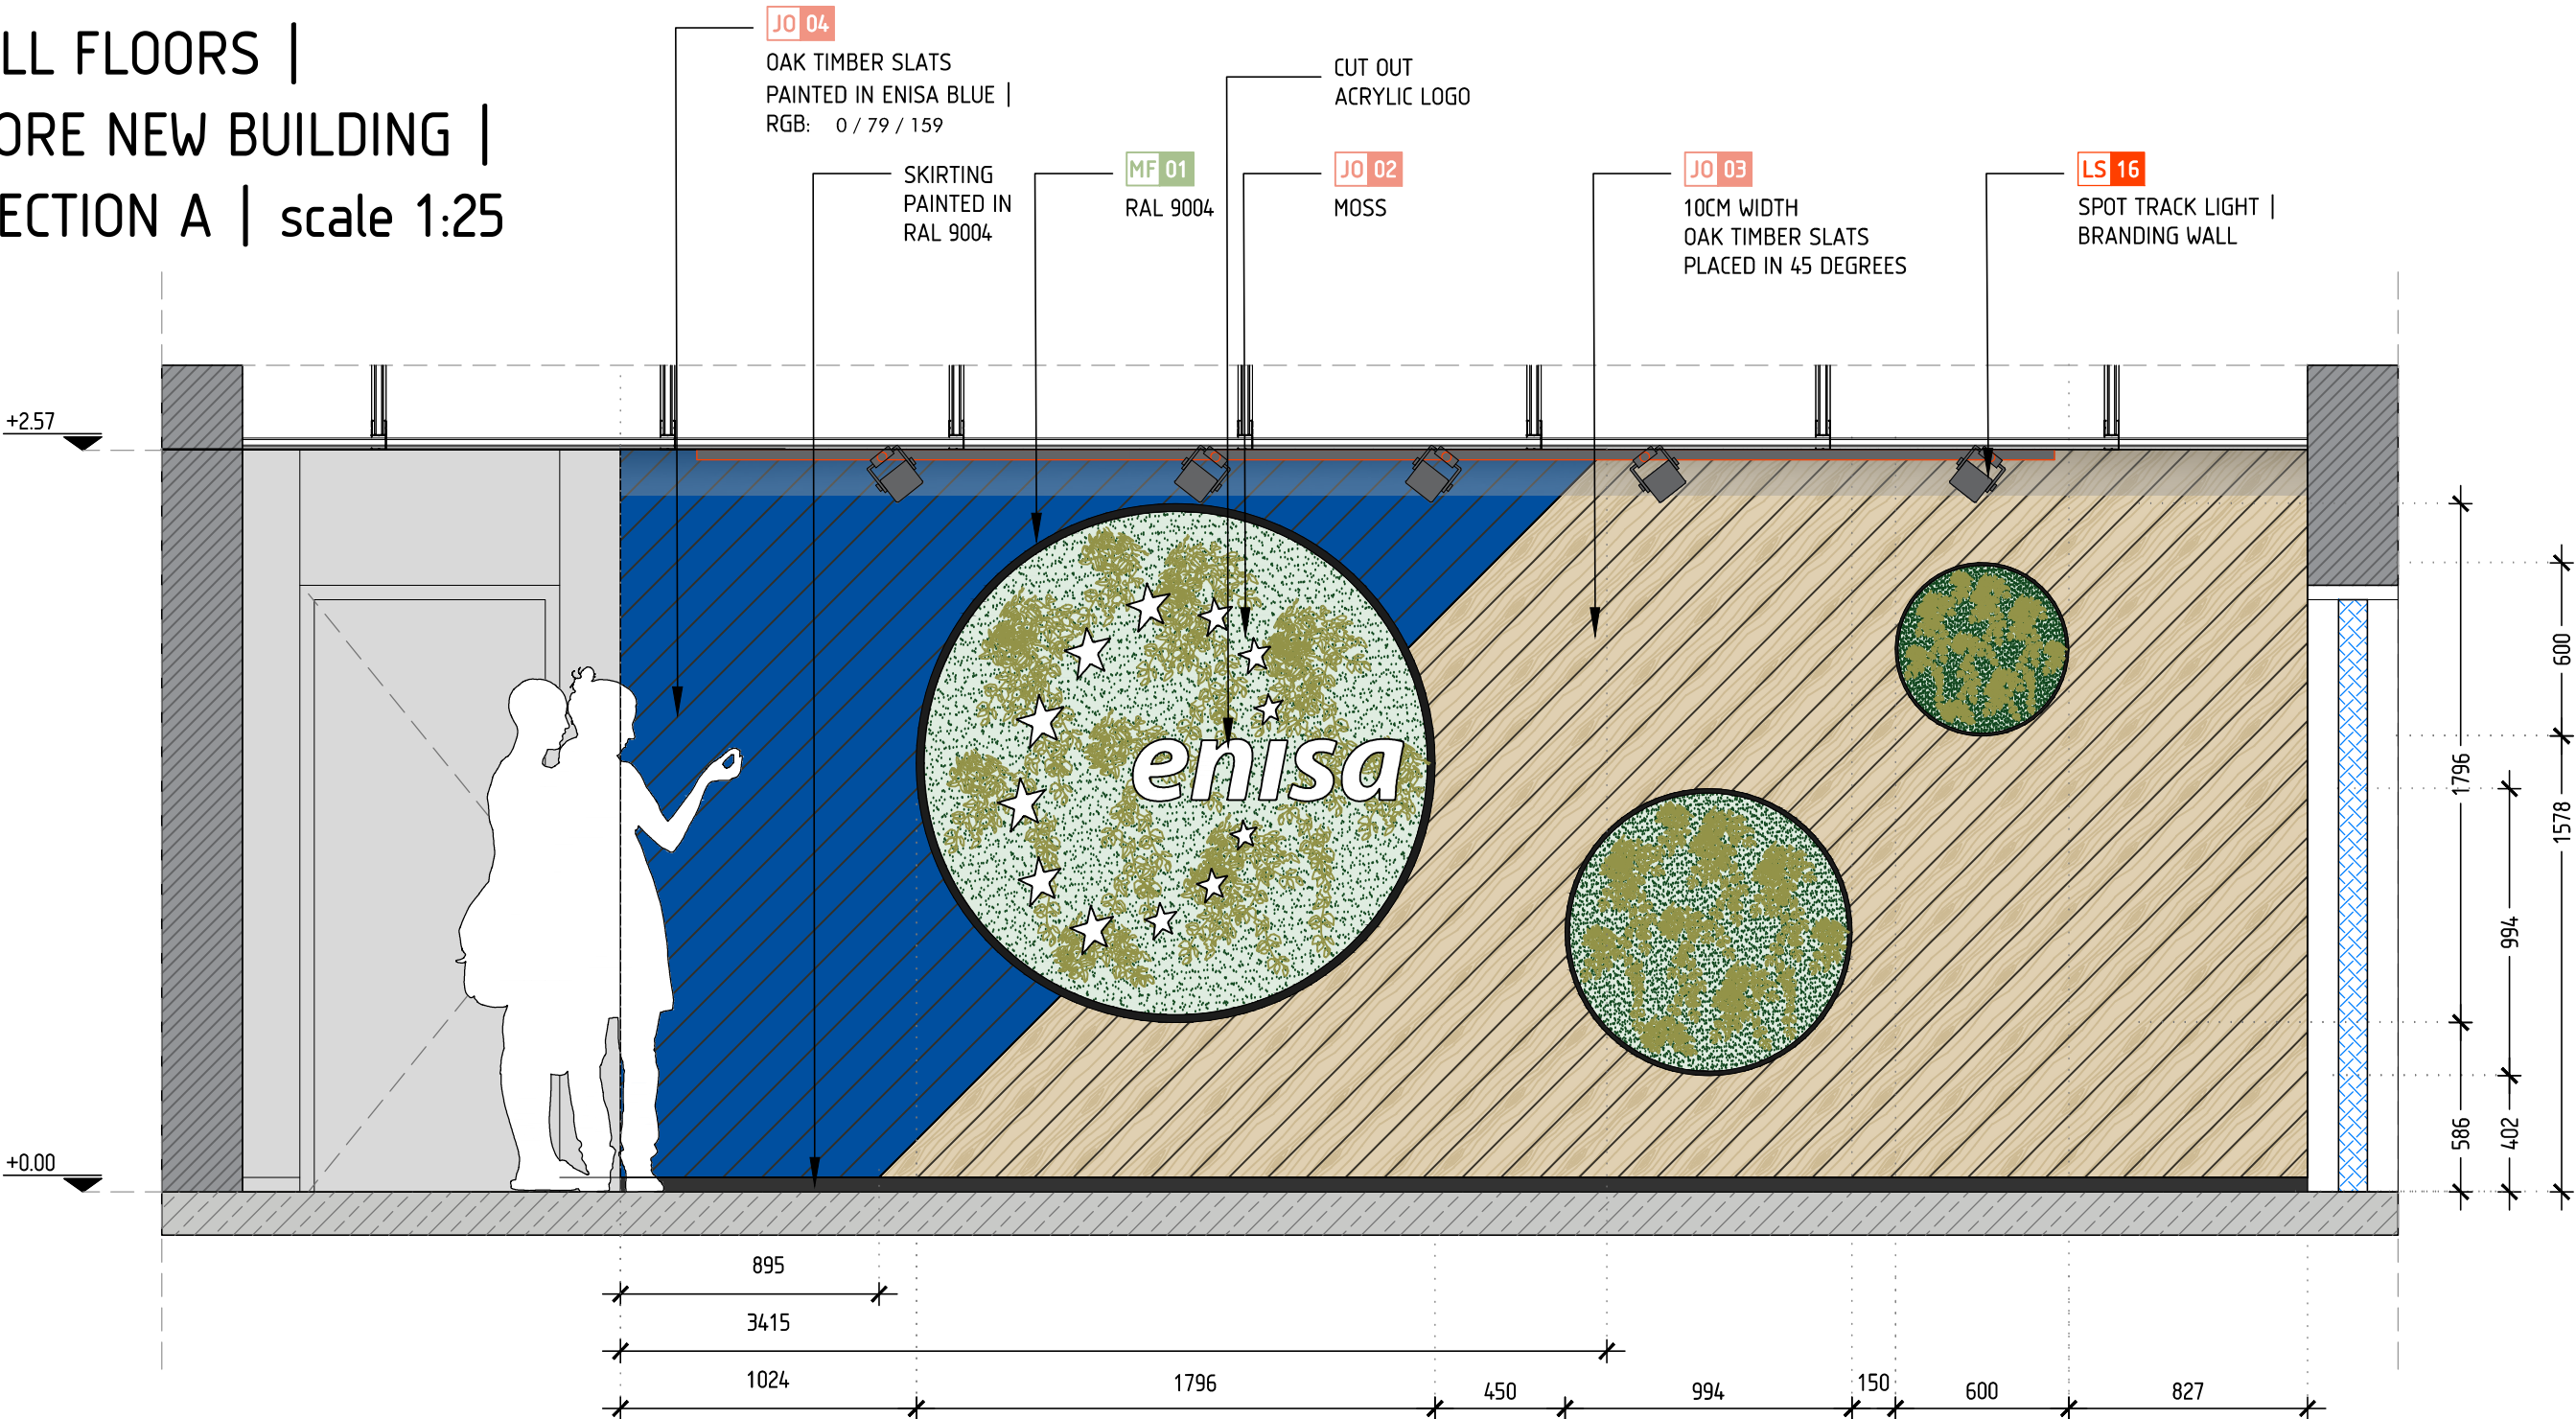 LL FLOORS |
ORE NEW BUILDING |
ECTION A | scale 1:25
JO 04
OAK TIMBER SLATS
PAINTED IN ENISA BLUE |
RGB: 0 / 79 / 159
CUT OUT
ACRYLIC LOGO
SKIRTING
PAINTED IN
RAL 9004
MF 01
RAL 9004
JO 02
MOSS
JO 03
10CM WIDTH
OAK TIMBER SLATS
PLACED IN 45 DEGREES
LS 16
SPOT TRACK LIGHT |
BRANDING WALL
+2.57
enisa
600
1796
1578
994
586
402
+0.00
895
3415
1024
1796
450
994
150
600
827